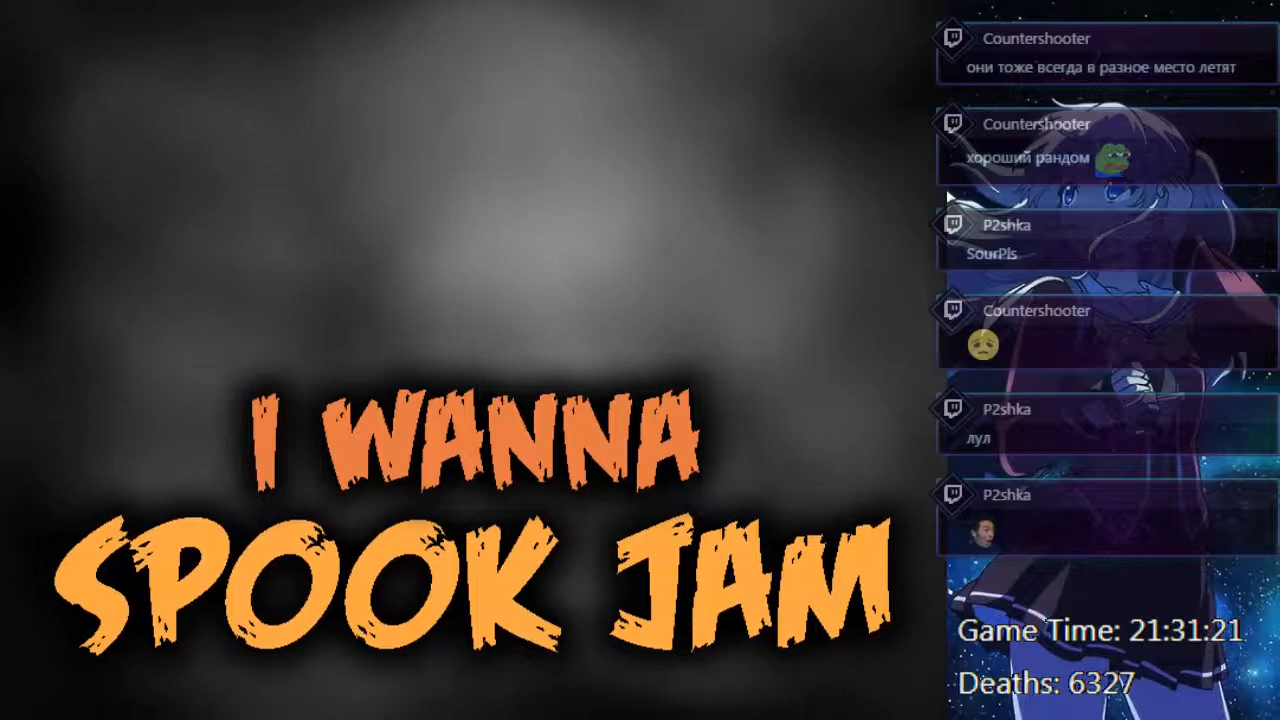 I WANNA
SPOOK JAM
Countershooter
они тоже всегда в разное место летят
Countershooter
хороший рандом
P2shka
SourPls
Countershooter
P2shka
лул
P2shka
Game Time: 21:31:21
Deaths: 6327